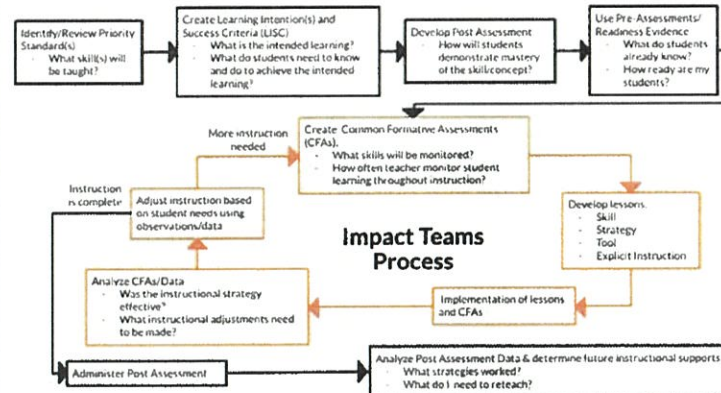 Identify/Review Priority
Standard(s)
- What skill(s) will
be taught?
Create Learning Intention(s) and
Success Criteria (LISC)
- What is the intended learning?
- What do students need to know
and do to achieve the intended
learning?
Develop Post Assessment
- How will students
demonstrate mastery
of the skill/concept?
Use Pre-Assessments/
Readiness Evidence
- What do students
already know?
- How ready are my
students?
More instruction
needed
Create Common Formative Assessments
(CFAs).
- What skills will be monitored?
- How often teacher monitor student
learning throughout instruction?
Instruction
is complete
Adjust instruction based
on student needs using
observations/data
Impact Teams
Process
Develop lessons.
- Skill
- Strategy
- Tool
- Explicit Instruction
Analyze CFAs/Data
- Was the instructional strategy
effective?
- What instructional adjustments need
to be made?
Implementation of lessons
and CFAs
Administer Post Assessment
Analyze Post Assessment Data & determine future instructional supports
- What strategies worked?
- What do I need to reteach?